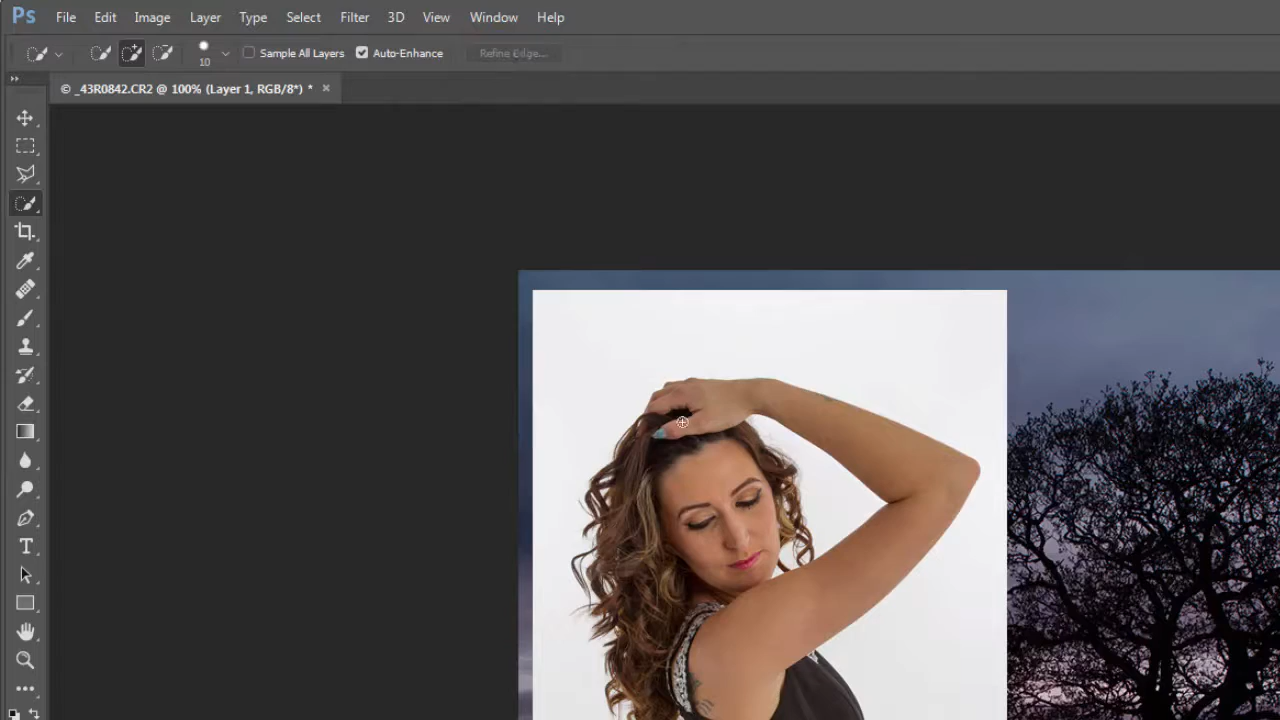 Ps File Edit Image Layer Type Select Filter 3D View Window Help
10 Sample All Layers Auto-Enhance Refine Edge...
© _43R0842.CR2 @ 100% (Layer 1, RGB/8*) * ×
T